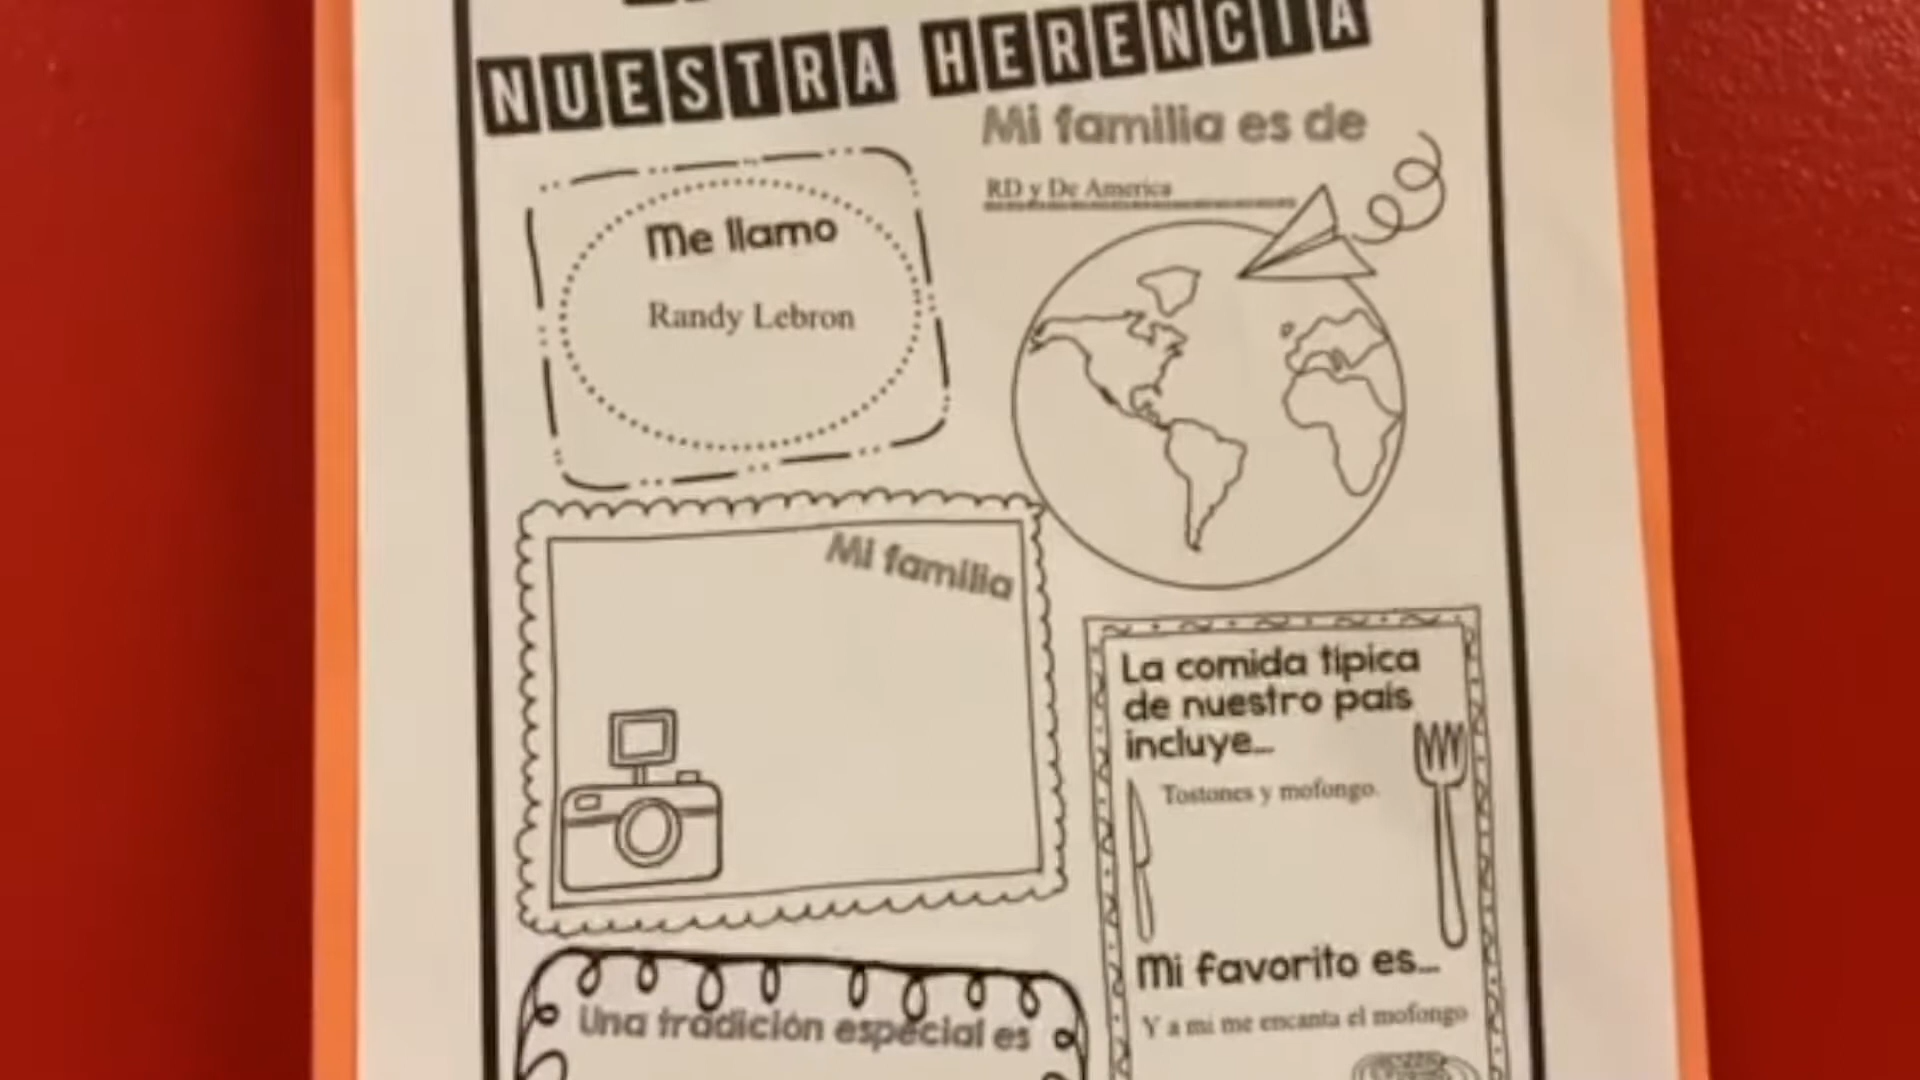 NUESTRA HERENCIA
Mi familia es de
RD y De America
Me llamo
Randy Lebron
Mi familia
La comida típica
de nuestro país
incluye...
Tostones y mofongo.
Mi favorito es...
Y a mi me encanta el mofongo
Una tradición especial es